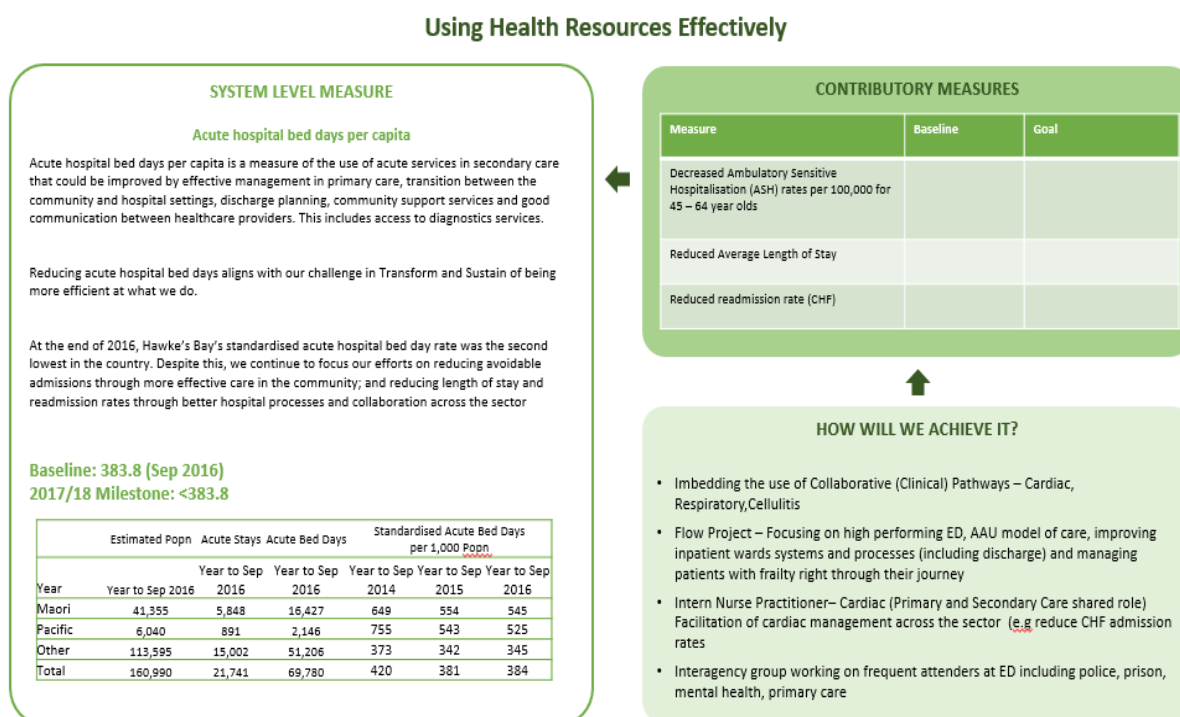 Using Health Resources Effectively
SYSTEM LEVEL MEASURE
Acute hospital bed days per capita
Acute hospital bed days per capita is a measure of the use of acute services in secondary care
that could be improved by effective management in primary care, transition between the
community and hospital settings, discharge planning, community support services and good
communication between healthcare providers. This includes access to diagnostics services.
Reducing acute hospital bed days aligns with our challenge in Transform and Sustain of being
more efficient at what we do.
At the end of 2016, Hawke's Bay's standardised acute hospital bed day rate was the second
lowest in the country. Despite this, we continue to focus our efforts on reducing avoidable
admissions through more effective care in the community; and reducing length of stay and
readmission rates through better hospital processes and collaboration across the sector
Baseline: 383.8 (Sep 2016)
2017/18 Milestone: <383.8
Estimated Popn Acute Stays Acute Bed Days Standardised Acute Bed Days
per 1,000 Popn
Year to Sep Year to Sep Year to Sep Year to Sep Year to Sep
Year Year to Sep 2016 2016 2016 2014 2015 2016
Maori 41,355 5,848 16,427 649 554 545
Pacific 6,040 891 2,146 755 543 525
Other 113,595 15,002 51,206 373 342 345
Total 160,990 21,741 69,780 420 381 384
CONTRIBUTORY MEASURES
Measure Baseline Goal
Decreased Ambulatory Sensitive
Hospitalisation (ASH) rates per 100,000 for
45 – 64 year olds
Reduced Average Length of Stay
Reduced readmission rate (CHF)
HOW WILL WE ACHIEVE IT?
• Imbedding the use of Collaborative (Clinical) Pathways – Cardiac,
Respiratory,Cellulitis
• Flow Project – Focusing on high performing ED, AAU model of care, improving
inpatient wards systems and processes (including discharge) and managing
patients with frailty right through their journey
• Intern Nurse Practitioner– Cardiac (Primary and Secondary Care shared role)
Facilitation of cardiac management across the sector (e.g reduce CHF admission
rates
• Interagency group working on frequent attenders at ED including police, prison,
mental health, primary care